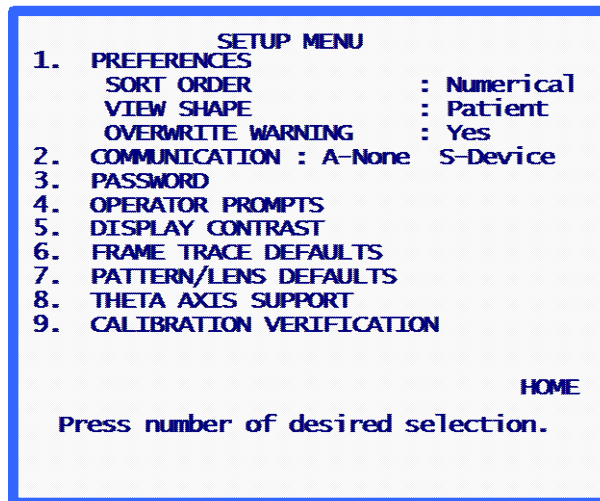 SETUP MENU
1. PREFERENCES
SORT ORDER : Numerical
VIEW SHAPE : Patient
OVERWRITE WARNING : Yes
2. COMMUNICATION : A-None S-Device
3. PASSWORD
4. OPERATOR PROMPTS
5. DISPLAY CONTRAST
6. FRAME TRACE DEFAULTS
7. PATTERN/LENS DEFAULTS
8. THETA AXIS SUPPORT
9. CALIBRATION VERIFICATION
HOME
Press number of desired selection.